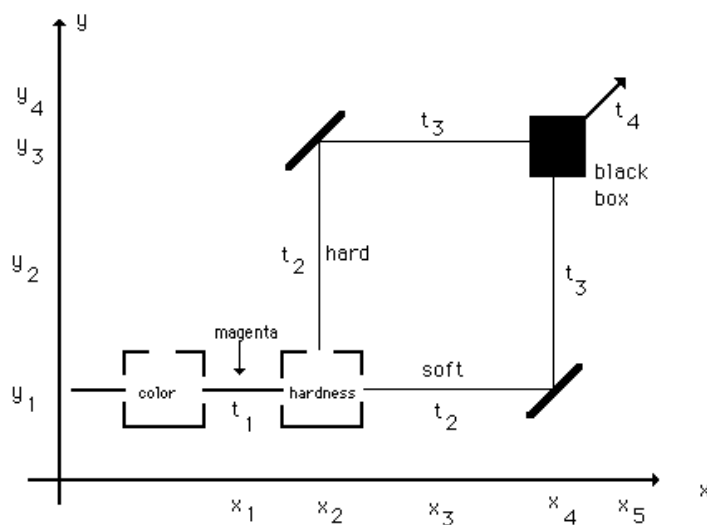 y
y4
t4
y3
t3
black
box
t2
hard
y2
t3
magenta
soft
y1
color
hardness
t1
t2
x
x1
x2
x3
x4
x5